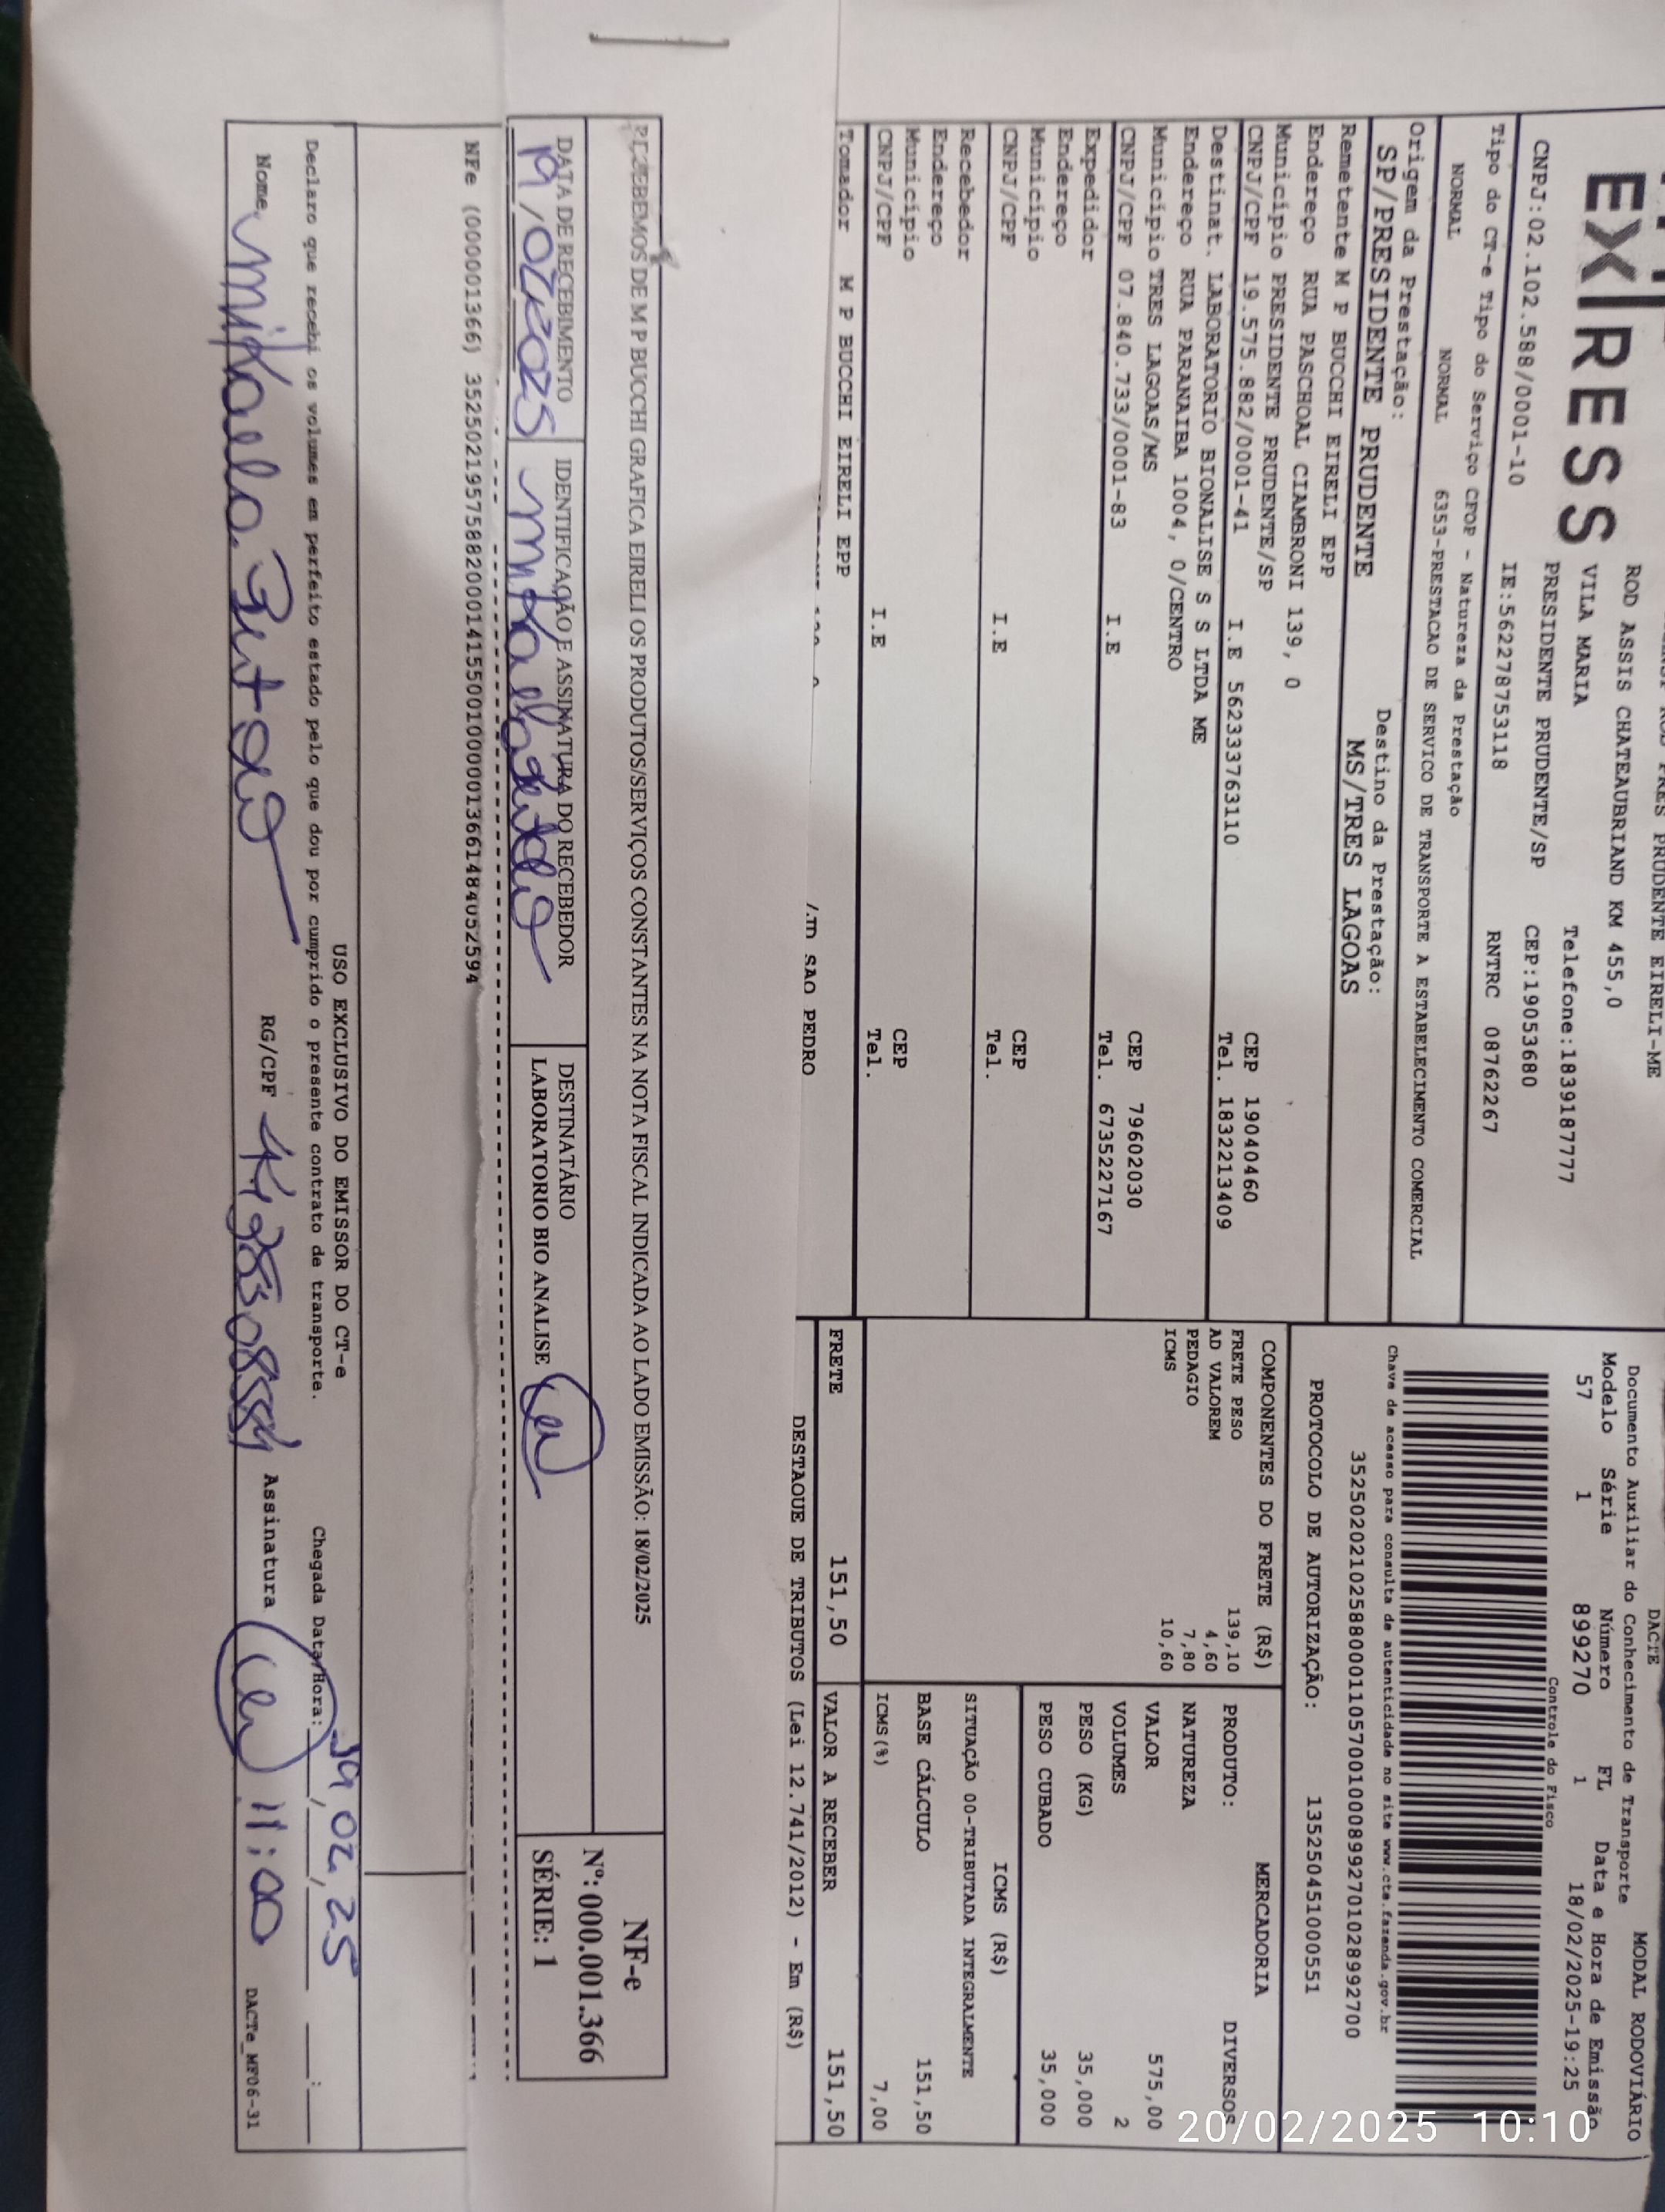 EXPRESS
ROD ASSIS CHATEAUBRIAND KM 455,0
VILA MARIA
Telefone:1839187777
PRESIDENTE PRUDENTE/SP CEP:19053680
CNPJ:02.102.588/0001-10 IE:562278753118 RNTRC 08762267
Tipo do CT-e Tipo do Serviço CFOP - Natureza da Prestação
NORMAL NORMAL 6353-PRESTACAO DE SERVICO DE TRANSPORTE A ESTABELECIMENTO COMERCIAL
Origem da Prestação: Destino da Prestação:
SP/PRESIDENTE PRUDENTE MS/TRES LAGOAS
DACTE MODAL RODOVIÁRIO
Documento Auxiliar do Conhecimento de Transporte
Modelo Série Número FL Data e Hora de Emissão
57 1 899270 1 18/02/2025-19:25
Controle do Fisco
Chave de acesso para consulta de autenticidade no site www.cte.fazenda.gov.br
35250202102588000110570010008992701028992700
PROTOCOLO DE AUTORIZAÇÃO: 135250451000551
Remetente M P BUCCHI EIRELI EPP
Endereço RUA PASCHOAL CIAMBRONI 139, 0
Município PRESIDENTE PRUDENTE/SP CEP 19040460
CNPJ/CPF 19.575.882/0001-41 I.E 562333763110 Tel. 1832213409
Destinat. LABORATORIO BIONALISE S S LTDA ME
Endereço RUA PARANAIBA 1004, 0/CENTRO
Município TRES LAGOAS/MS CEP 79602030
CNPJ/CPF 07.840.733/0001-83 I.E Tel. 6735227167
Expedidor
Endereço
Município CEP
CNPJ/CPF I.E Tel.
Recebedor
Endereço
Município CEP
CNPJ/CPF I.E Tel.
Tomador M P BUCCHI EIRELI EPP
SAO PEDRO
COMPONENTES DO FRETE (R$)
FRETE PESO 139,10
AD VALOREM 4,60
PEDAGIO 7,80
ICMS 10,60
MERCADORIA
PRODUTO: DIVERSOS
NATUREZA
VALOR 575,00
VOLUMES 2
PESO (KG) 35,000
PESO CUBADO 35,000
ICMS (R$)
SITUAÇÃO 00-TRIBUTADA INTEGRALMENTE
BASE CÁLCULO 151,50
ICMS(%) 7,00
FRETE 151,50 VALOR A RECEBER 151,50
DESTAQUE DE TRIBUTOS (Lei 12.741/2012) - Em (R$)
RECEBEMOS DE M P BUCCHI GRAFICA EIRELI OS PRODUTOS/SERVIÇOS CONSTANTES NA NOTA FISCAL INDICADA AO LADO EMISSÃO: 18/02/2025
DATA DE RECEBIMENTO IDENTIFICAÇÃO E ASSINATURA DO RECEBEDOR DESTINATÁRIO
19/02/2025 LABORATORIO BIO ANALISE
NF-e
Nº: 000.001.366
SÉRIE: 1
NFe (000001366) 35250219575882000141550010000013661484052594
USO EXCLUSIVO DO EMISSOR DO CT-e
Declaro que recebi os volumes em perfeito estado pelo que dou por cumprido o presente contrato de transporte. Chegada Data/Hora: 19/02/25
Nome RG/CPF Assinatura 11:00
DACTe_MF06-31
20/02/2025 10:10